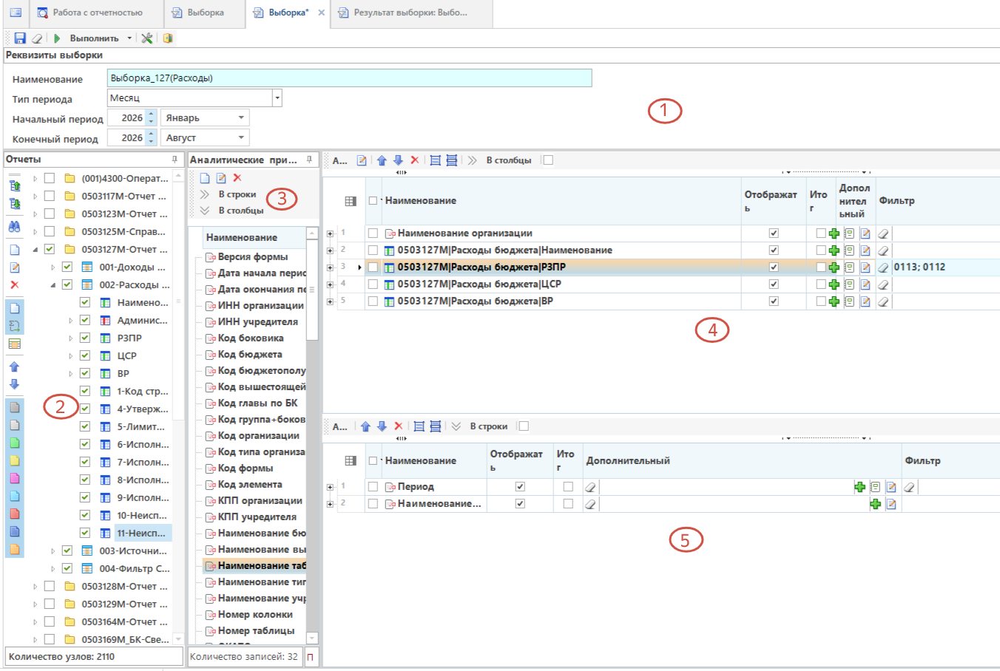 Работа с отчетностью
Выборка
Выборка*
Результат выборки: Выбо...
Выполнить
Реквизиты выборки
Наименование
Выборка_127(Расходы)
Тип периода
Месяц
Начальный период
2026
Январь
Конечный период
2026
Август
1
Отчеты
(001)4300-Операт...
0503117М-Отчет ...
0503123М-Отчет ...
0503125М-Справ...
0503127М-Отчет ...
001-Доходы ...
002-Расходы ...
Наимено...
Админис...
РЗПР
ЦСР
ВР
1-Код стр...
4-Утверж...
5-Лимит...
6-Исполн...
7-Исполн...
8-Исполн...
9-Исполн...
10-Неисп...
11-Неисп...
003-Источни...
004-Фильтр С...
0503128М-Отчет ...
0503129М-Отчет ...
0503164М-Отчет ...
0503169М_БК-Све...
Количество узлов: 2110
2
Аналитические при...
В строки
В столбцы
3
Наименование
Версия формы
Дата начала перис
Дата окончания пе
ИНН организации
ИНН учредителя
Код боковика
Код бюджета
Код бюджетополу
Код вышестоящей
Код главы по БК
Код группа+боков
Код организации
Код типа организа
Код формы
Код элемента
КПП организации
КПП учредителя
Наименование бю
Наименование вы
Наименование таб
Наименование тип
Наименование учр
Номер колонки
Номер таблицы
Количество записей: 32
П
А...
В столбцы
Наименование
Отображат
ь
Ито
г
Допол
нител
ьный
Фильтр
1 Наименование организации
2 0503127М|Расходы бюджета|Наименование
3 0503127М|Расходы бюджета|РЗПР 0113; 0112
4 0503127М|Расходы бюджета|ЦСР
5 0503127М|Расходы бюджета|ВР
4
А...
В строки
Наименование
Отображат
ь
Ито
г
Дополнительный
Фильтр
1 Период
2 Наименование...
5